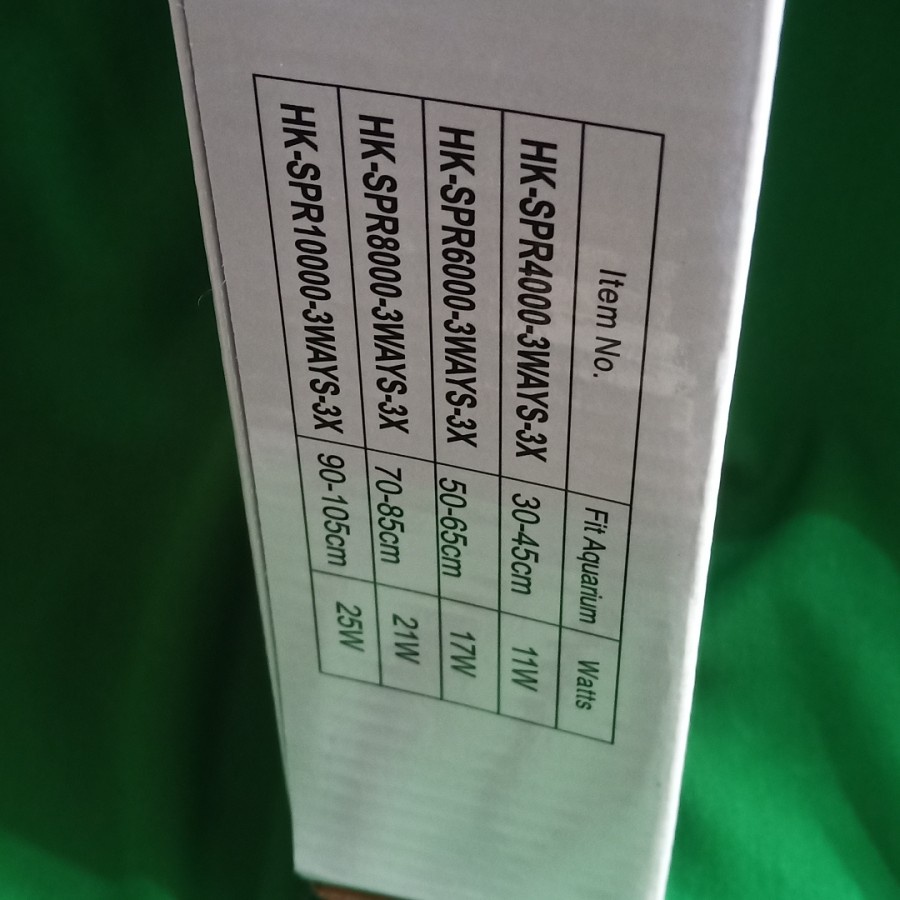 Item No. Fit Aquarium Watts
HK-SPR4000-3WAYS-3X 30-45cm 11W
HK-SPR6000-3WAYS-3X 50-65cm 17W
HK-SPR8000-3WAYS-3X 70-85cm 21W
HK-SPR10000-3WAYS-3X 90-105cm 25W